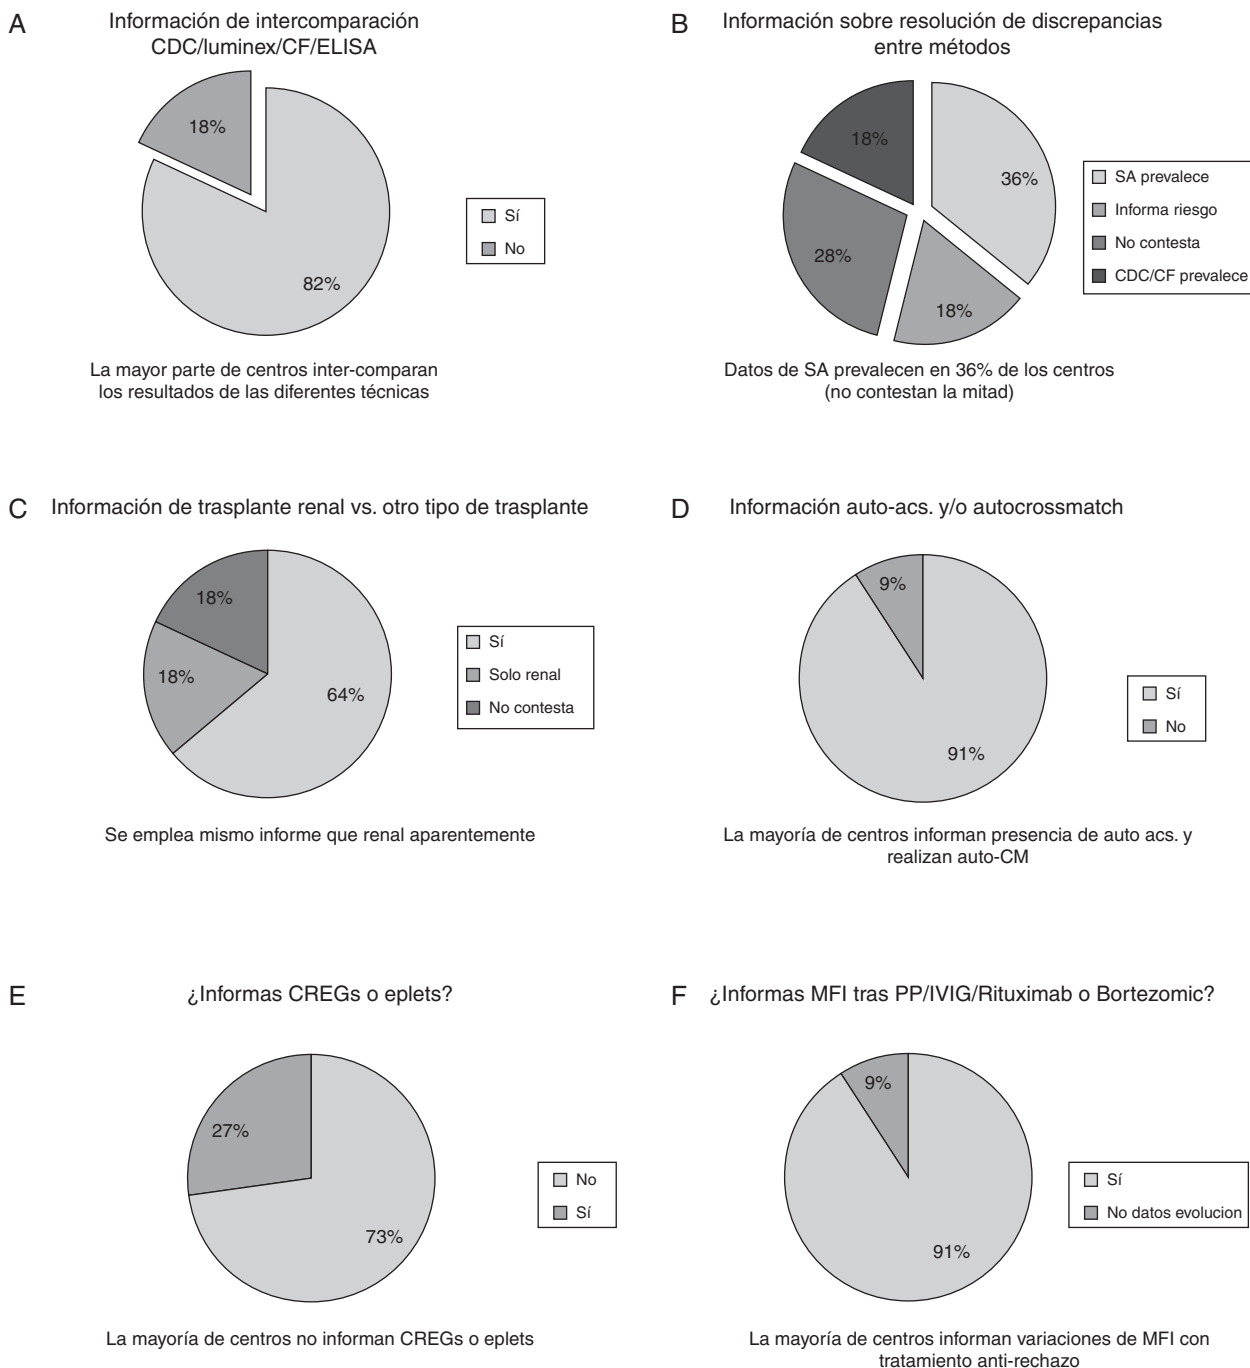 A
Información de intercomparación
CDC/luminex/CF/ELISA
18%
82%
Sí
No
La mayor parte de centros inter-comparan
los resultados de las diferentes técnicas
B
Información sobre resolución de discrepancias
entre métodos
18%
36%
28%
18%
SA prevalece
Informa riesgo
No contesta
CDC/CF prevalece
Datos de SA prevalecen en 36% de los centros
(no contestan la mitad)
C
Información de trasplante renal vs. otro tipo de trasplante
18%
18%
64%
Sí
Solo renal
No contesta
Se emplea mismo informe que renal aparentemente
D
Información auto-acs. y/o autocrossmatch
9%
91%
Sí
No
La mayoría de centros informan presencia de auto acs. y
realizan auto-CM
E
¿Informas CREGs o eplets?
27%
73%
No
Sí
La mayoría de centros no informan CREGs o eplets
F
¿Informas MFI tras PP/IVIG/Rituximab o Bortezomic?
9%
91%
Sí
No datos evolucion
La mayoría de centros informan variaciones de MFI con
tratamiento anti-rechazo